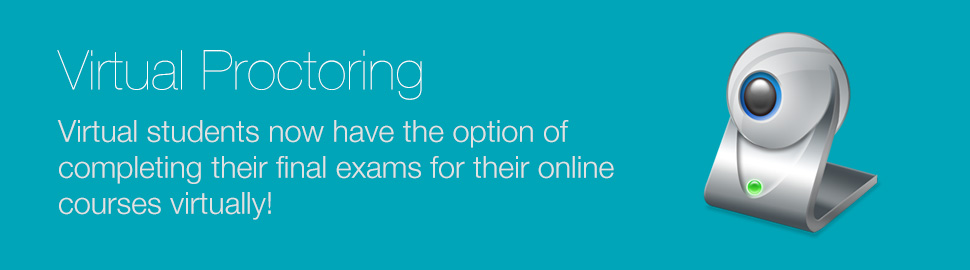 Virtual Proctoring
Virtual students now have the option of
completing their final exams for their online
courses virtually!